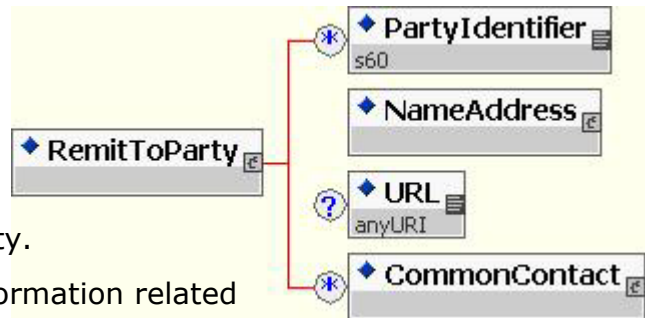 PartyIdentifier
s60
NameAddress
RemitToParty
URL
? anyURI
ty.
CommonContact
ormation related